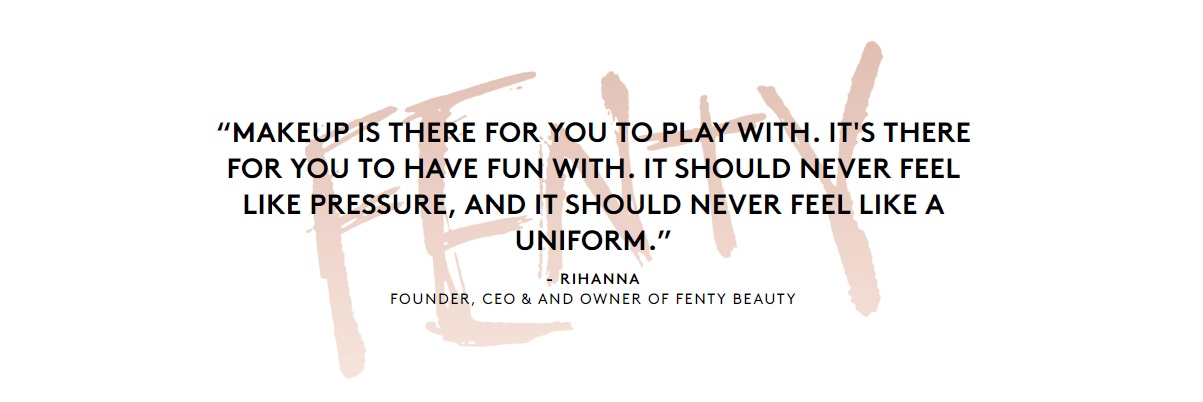 FENTY
“MAKEUP IS THERE FOR YOU TO PLAY WITH. IT'S THERE
FOR YOU TO HAVE FUN WITH. IT SHOULD NEVER FEEL
LIKE PRESSURE, AND IT SHOULD NEVER FEEL LIKE A
UNIFORM.”
- RIHANNA
FOUNDER, CEO & AND OWNER OF FENTY BEAUTY